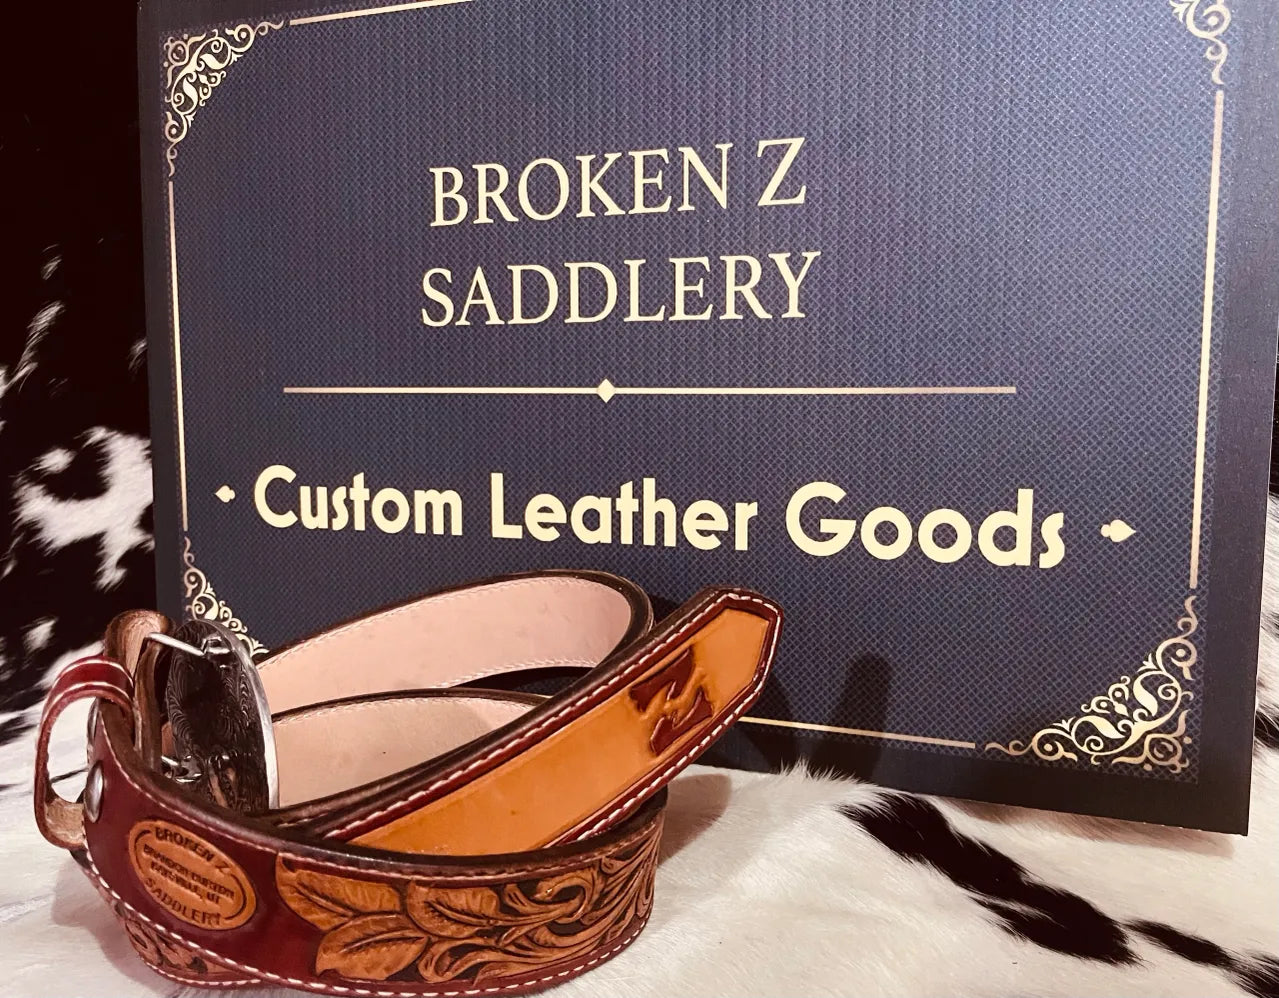 BROKEN Z
SADDLERY
Custom Leather Goods
BROKEN Z
SADDLERY